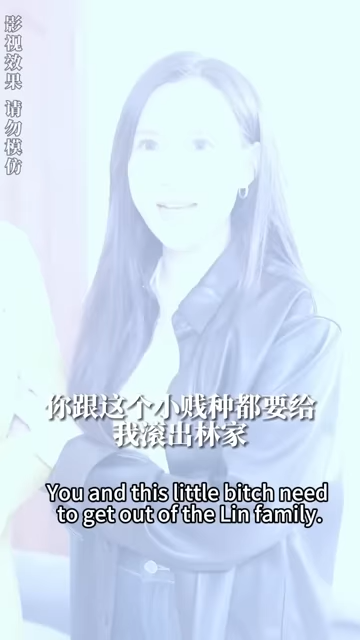 影视效果 请勿模仿
你跟这个小贱种都要给
我滚出林家
You and this little bitch need
to get out of the Lin family.